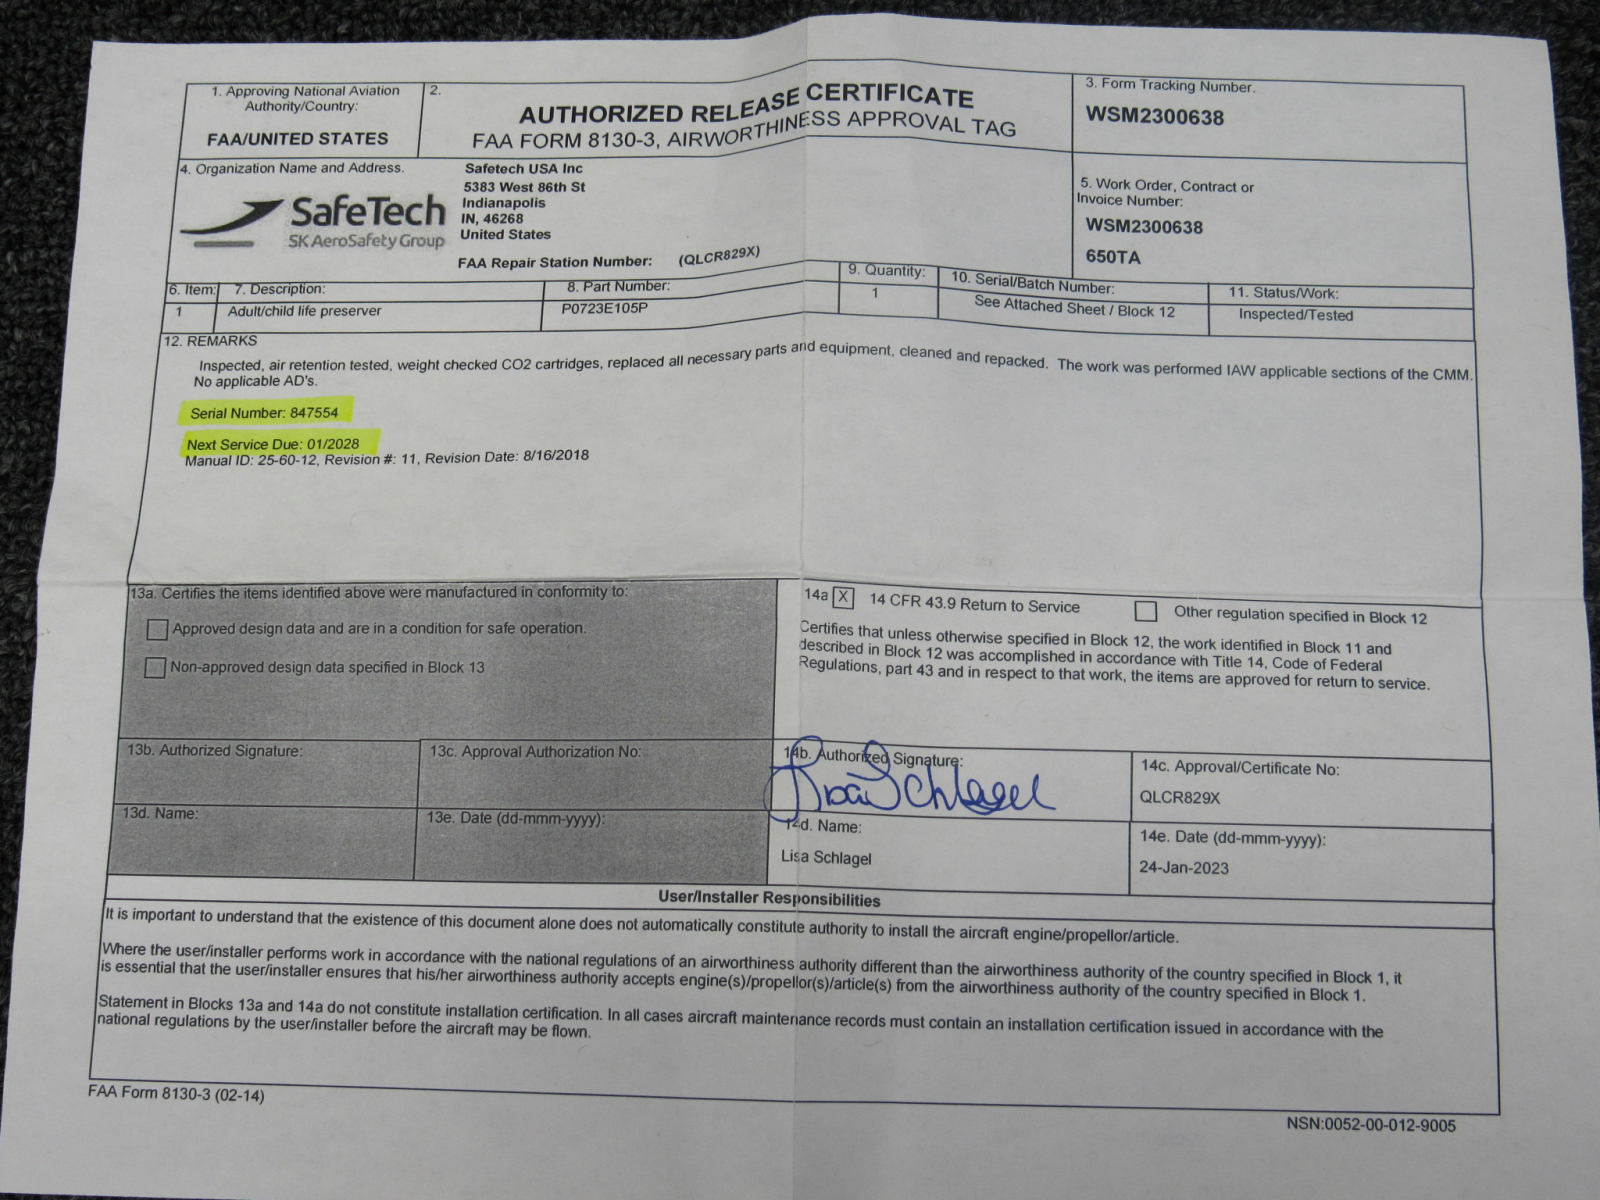 1. Approving National Aviation
Authority/Country:
FAA/UNITED STATES
2.
AUTHORIZED RELEASE CERTIFICATE
FAA FORM 8130-3, AIRWORTHINESS APPROVAL TAG
3. Form Tracking Number.
WSM2300638
4. Organization Name and Address.
SafeTech
SK AeroSafety Group
Safetech USA Inc
5383 West 86th St
Indianapolis
IN, 46268
United States
FAA Repair Station Number: (QLCR829X)
5. Work Order, Contract or
Invoice Number:
WSM2300638
650TA
6. Item: 7. Description: 8. Part Number: 9. Quantity: 10. Serial/Batch Number: 11. Status/Work:
1 Adult/child life preserver P0723E105P 1 See Attached Sheet / Block 12 Inspected/Tested
12. REMARKS
Inspected, air retention tested, weight checked CO2 cartridges, replaced all necessary parts and equipment, cleaned and repacked. The work was performed IAW applicable sections of the CMM.
No applicable AD's.
Serial Number: 847554
Next Service Due: 01/2028
Manual ID: 25-60-12, Revision #: 11, Revision Date: 8/16/2018
13a. Certifies the items identified above were manufactured in conformity to:
Approved design data and are in a condition for safe operation.
Non-approved design data specified in Block 13
14a X 14 CFR 43.9 Return to Service Other regulation specified in Block 12
Certifies that unless otherwise specified in Block 12, the work identified in Block 11 and
described in Block 12 was accomplished in accordance with Title 14, Code of Federal
Regulations, part 43 and in respect to that work, the items are approved for return to service.
13b. Authorized Signature:
13c. Approval Authorization No:
14b. Authorized Signature:
Lisa Schlagel
14c. Approval/Certificate No:
QLCR829X
13d. Name:
13e. Date (dd-mmm-yyyy):
14d. Name:
Lisa Schlagel
14e. Date (dd-mmm-yyyy):
24-Jan-2023
User/Installer Responsibilities
It is important to understand that the existence of this document alone does not automatically constitute authority to install the aircraft engine/propellor/article.
Where the user/installer performs work in accordance with the national regulations of an airworthiness authority different than the airworthiness authority of the country specified in Block 1, it
is essential that the user/installer ensures that his/her airworthiness authority accepts engine(s)/propellor(s)/article(s) from the airworthiness authority of the country specified in Block 1.
Statement in Blocks 13a and 14a do not constitute installation certification. In all cases aircraft maintenance records must contain an installation certification issued in accordance with the
national regulations by the user/installer before the aircraft may be flown.
FAA Form 8130-3 (02-14)
NSN:0052-00-012-9005